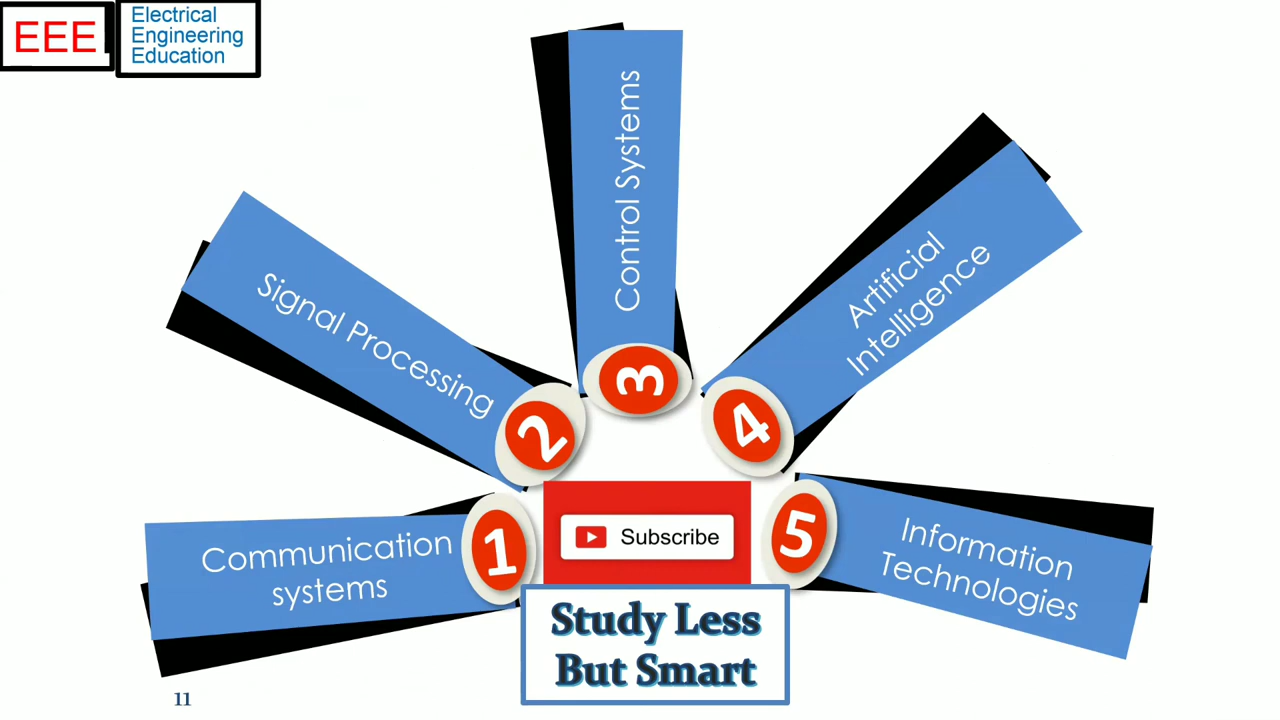 EEE
Electrical
Engineering
Education
Communication
systems
1
Signal Processing
2
Control Systems
3
Artificial
Intelligence
4
Information
Technologies
5
Subscribe
Study Less
But Smart
11